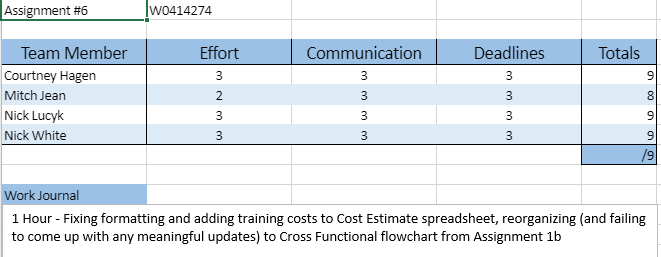 Assignment #6 W0414274
Team Member Effort Communication Deadlines Totals
Courtney Hagen 3 3 3 9
Mitch Jean 2 3 3 8
Nick Lucyk 3 3 3 9
Nick White 3 3 3 9
/9
Work Journal
1 Hour - Fixing formatting and adding training costs to Cost Estimate spreadsheet, reorganizing (and failing
to come up with any meaningful updates) to Cross Functional flowchart from Assignment 1b